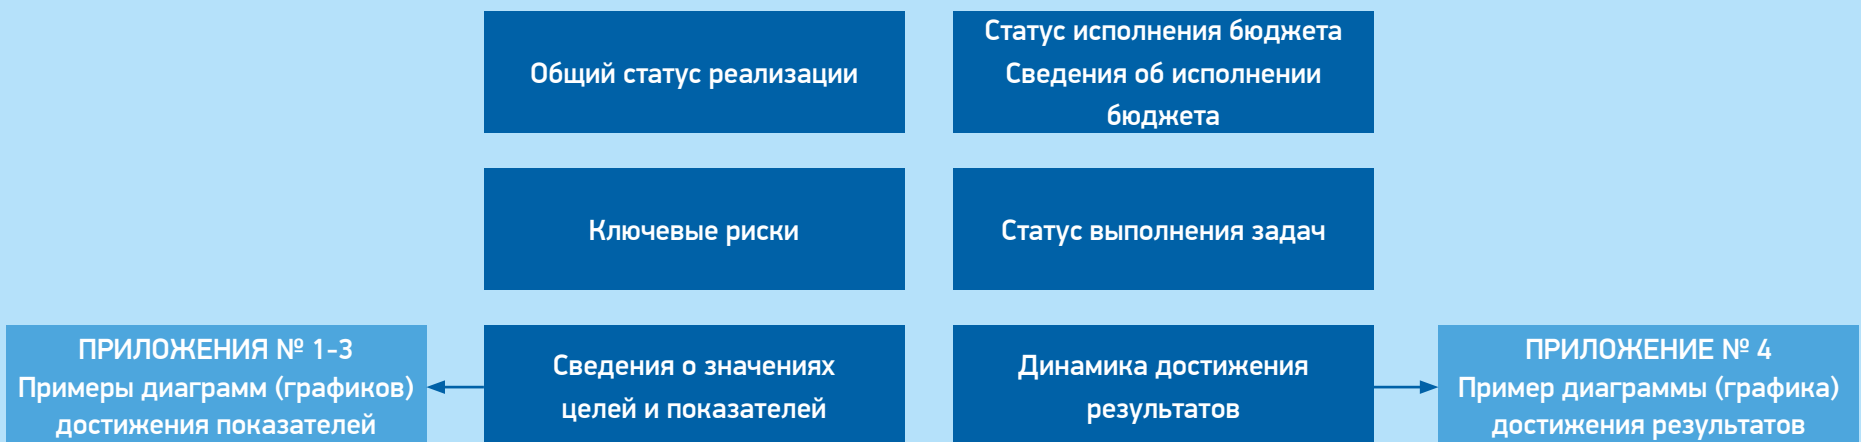 Общий статус реализации
Статус исполнения бюджета
Сведения об исполнении
бюджета
Ключевые риски
Статус выполнения задач
ПРИЛОЖЕНИЯ № 1-3
Примеры диаграмм (графиков)
достижения показателей
Сведения о значениях
целей и показателей
Динамика достижения
результатов
ПРИЛОЖЕНИЕ № 4
Пример диаграммы (графика)
достижения результатов